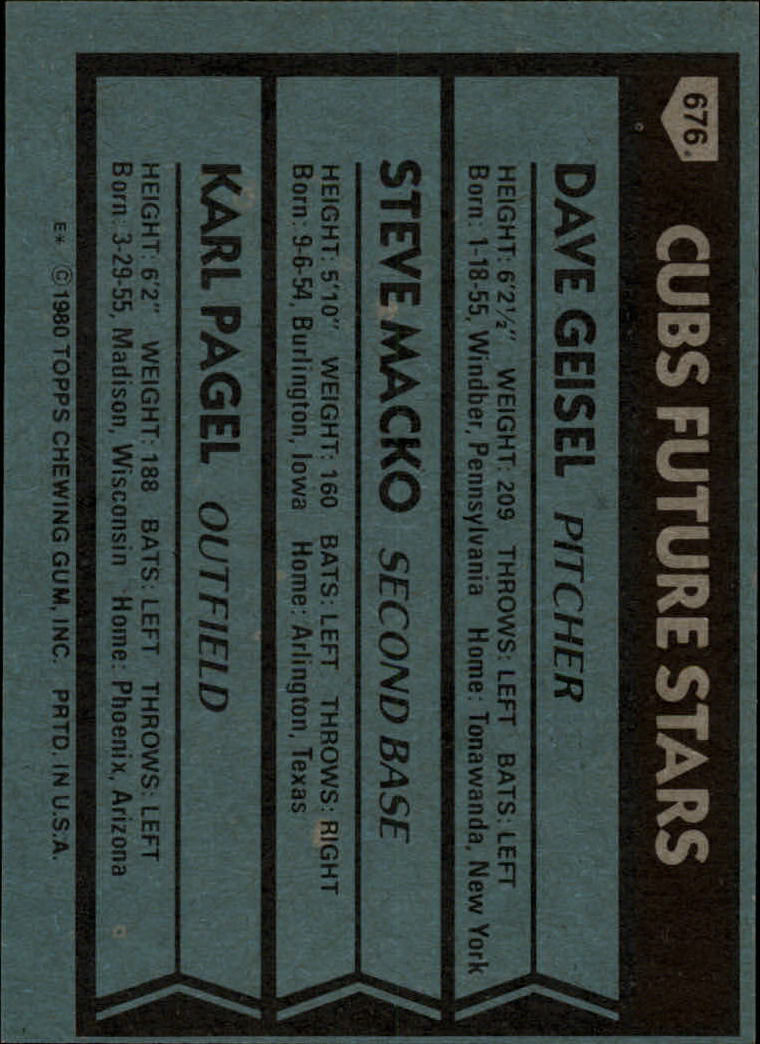 676
CUBS FUTURE STARS
DAVE GEISEL PITCHER
HEIGHT: 6'2½" WEIGHT: 209 THROWS: LEFT BATS: LEFT
Born: 1-18-55, Windber, Pennsylvania Home: Tonawanda, New York
STEVE MACKO SECOND BASE
HEIGHT: 5'10" WEIGHT: 160 BATS: LEFT THROWS: RIGHT
Born: 9-6-54, Burlington, Iowa Home: Arlington, Texas
KARL PAGEL OUTFIELD
HEIGHT: 6'2" WEIGHT: 188 BATS: LEFT THROWS: LEFT
Born: 3-29-55, Madison, Wisconsin Home: Phoenix, Arizona
E* © 1980 TOPPS CHEWING GUM, INC. PRTD. IN U.S.A.